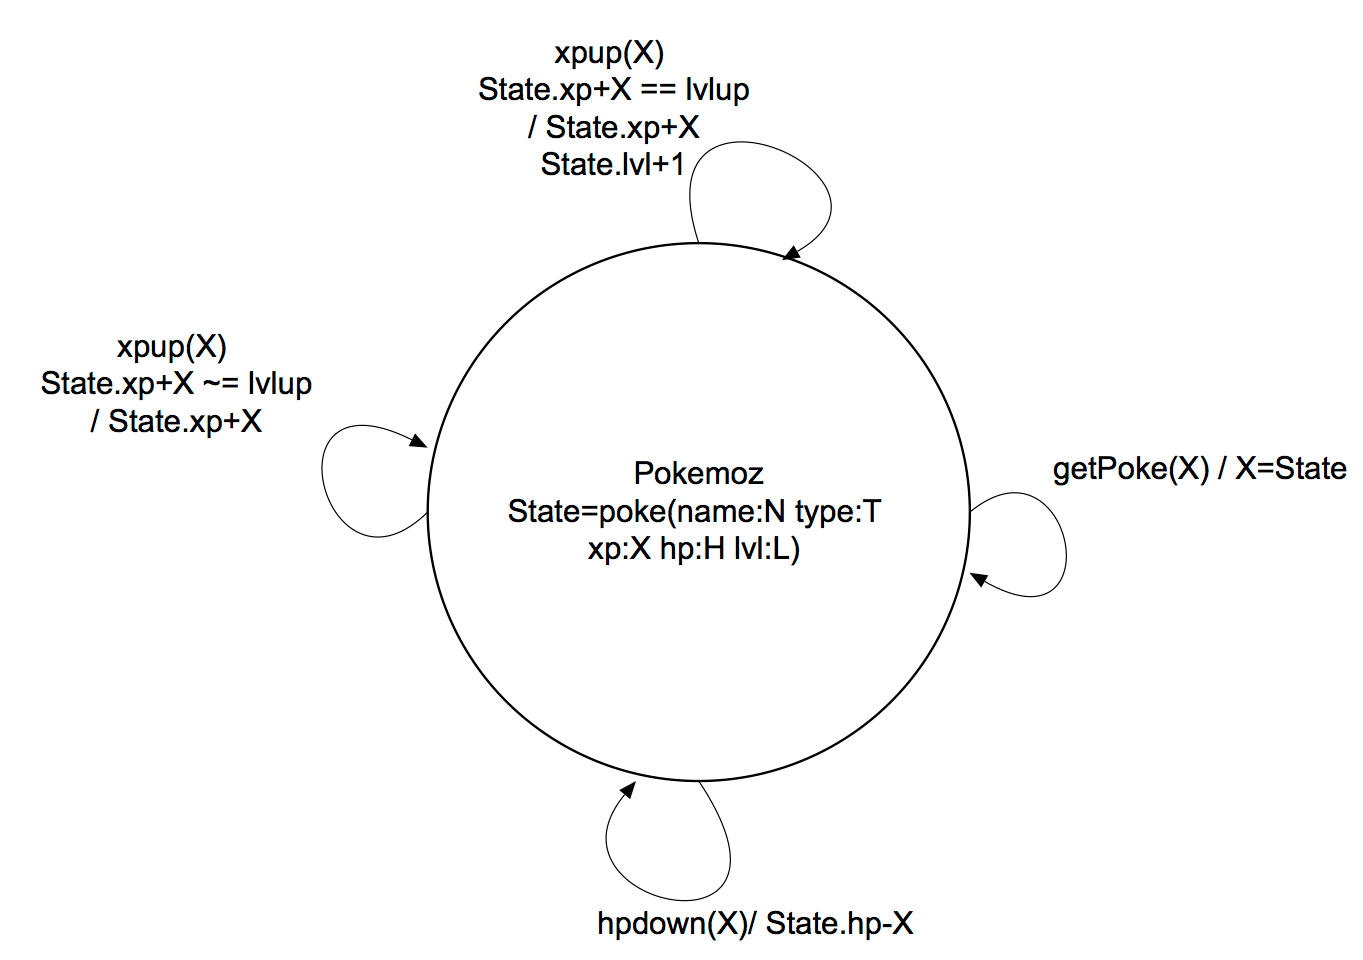 xpup(X)
State.xp+X == lvlup
/ State.xp+X
State.lvl+1
xpup(X)
State.xp+X ~= lvlup
/ State.xp+X
getPoke(X) / X=State
Pokemoz
State=poke(name:N type:T
xp:X hp:H lvl:L)
hpdown(X)/ State.hp-X